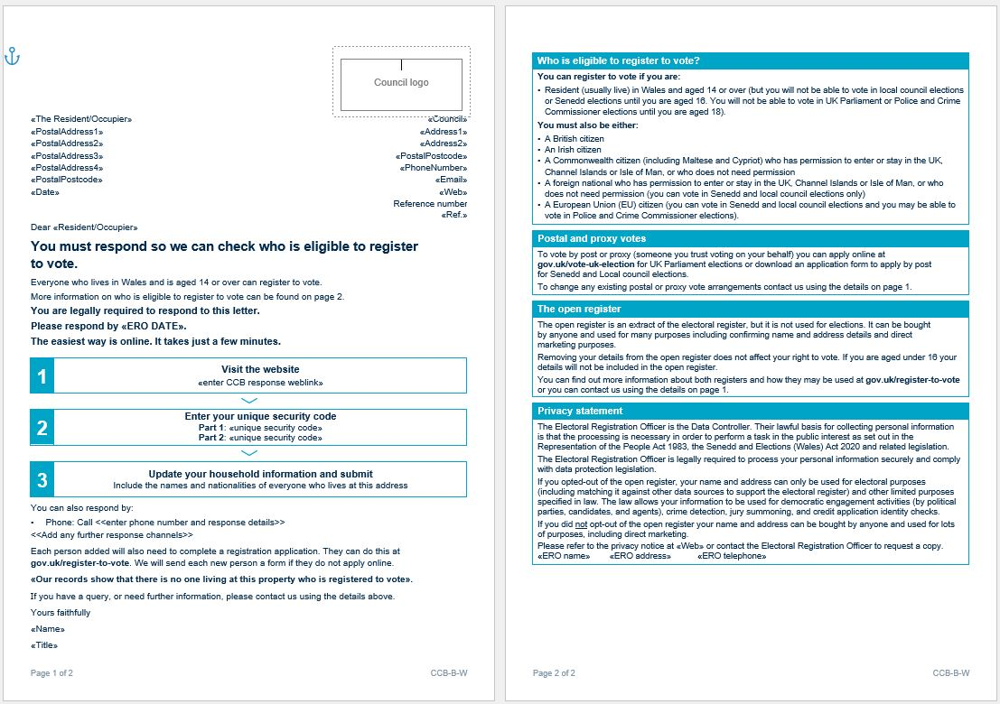 Council logo
«The Resident/Occupier»
«PostalAddress1»
«PostalAddress2»
«PostalAddress3»
«PostalAddress4»
«PostalPostcode»
«Date»
«Council»
«Address1»
«Address2»
«PostalPostcode»
«PhoneNumber»
«Email»
«Web»
Reference number
«Ref.»
Dear «Resident/Occupier»
You must respond so we can check who is eligible to register
to vote.
Everyone who lives in Wales and is aged 14 or over can register to vote.
More information on who is eligible to register to vote can be found on page 2.
You are legally required to respond to this letter.
Please respond by «ERO DATE».
The easiest way is online. It takes just a few minutes.
1
Visit the website
«enter CCB response weblink»
2
Enter your unique security code
Part 1: «unique security code»
Part 2: «unique security code»
3
Update your household information and submit
Include the names and nationalities of everyone who lives at this address
You can also respond by:
• Phone: Call <<enter phone number and response details>>
<<Add any further response channels>>
Each person added will also need to complete a registration application. They can do this at
gov.uk/register-to-vote. We will send each new person a form if they do not apply online.
«Our records show that there is no one living at this property who is registered to vote».
If you have a query, or need further information, please contact us using the details above.
Yours faithfully
«Name»
«Title»
Page 1 of 2
CCB-B-W
Who is eligible to register to vote?
You can register to vote if you are:
• Resident (usually live) in Wales and aged 14 or over (but you will not be able to vote in local council elections
or Senedd elections until you are aged 16. You will not be able to vote in UK Parliament or Police and Crime
Commissioner elections until you are aged 18).
You must also be either:
• A British citizen
• An Irish citizen
• A Commonwealth citizen (including Maltese and Cypriot) who has permission to enter or stay in the UK,
Channel Islands or Isle of Man, or who does not need permission
• A foreign national who has permission to enter or stay in the UK, Channel Islands or Isle of Man, or who
does not need permission (you can vote in Senedd and local council elections only)
• A European Union (EU) citizen (you can vote in Senedd and local council elections and you may be able to
vote in Police and Crime Commissioner elections).
Postal and proxy votes
To vote by post or proxy (someone you trust voting on your behalf) you can apply online at
gov.uk/vote-uk-election for UK Parliament elections or download an application form to apply by post
for Senedd and Local council elections.
To change any existing postal or proxy vote arrangements contact us using the details on page 1.
The open register
The open register is an extract of the electoral register, but it is not used for elections. It can be bought
by anyone and used for many purposes including confirming name and address details and direct
marketing purposes.
Removing your details from the open register does not affect your right to vote. If you are aged under 16 your
details will not be included in the open register.
You can find out more information about both registers and how they may be used at gov.uk/register-to-vote
or you can contact us using the details on page 1.
Privacy statement
The Electoral Registration Officer is the Data Controller. Their lawful basis for collecting personal information
is that the processing is necessary in order to perform a task in the public interest as set out in the
Representation of the People Act 1983, the Senedd and Elections (Wales) Act 2020 and related legislation.
The Electoral Registration Officer is legally required to process your personal information securely and comply
with data protection legislation.
If you opted-out of the open register, your name and address can only be used for electoral purposes
(including matching it against other data sources to support the electoral register) and other limited purposes
specified in law. The law allows your information to be used for democratic engagement activities (by political
parties, candidates, and agents), crime detection, jury summoning, and credit application identity checks.
If you did not opt-out of the open register your name and address can be bought by anyone and used for lots
of purposes, including direct marketing.
Please refer to the privacy notice at «Web» or contact the Electoral Registration Officer to request a copy.
«ERO name» «ERO address» «ERO telephone»
Page 2 of 2
CCB-B-W